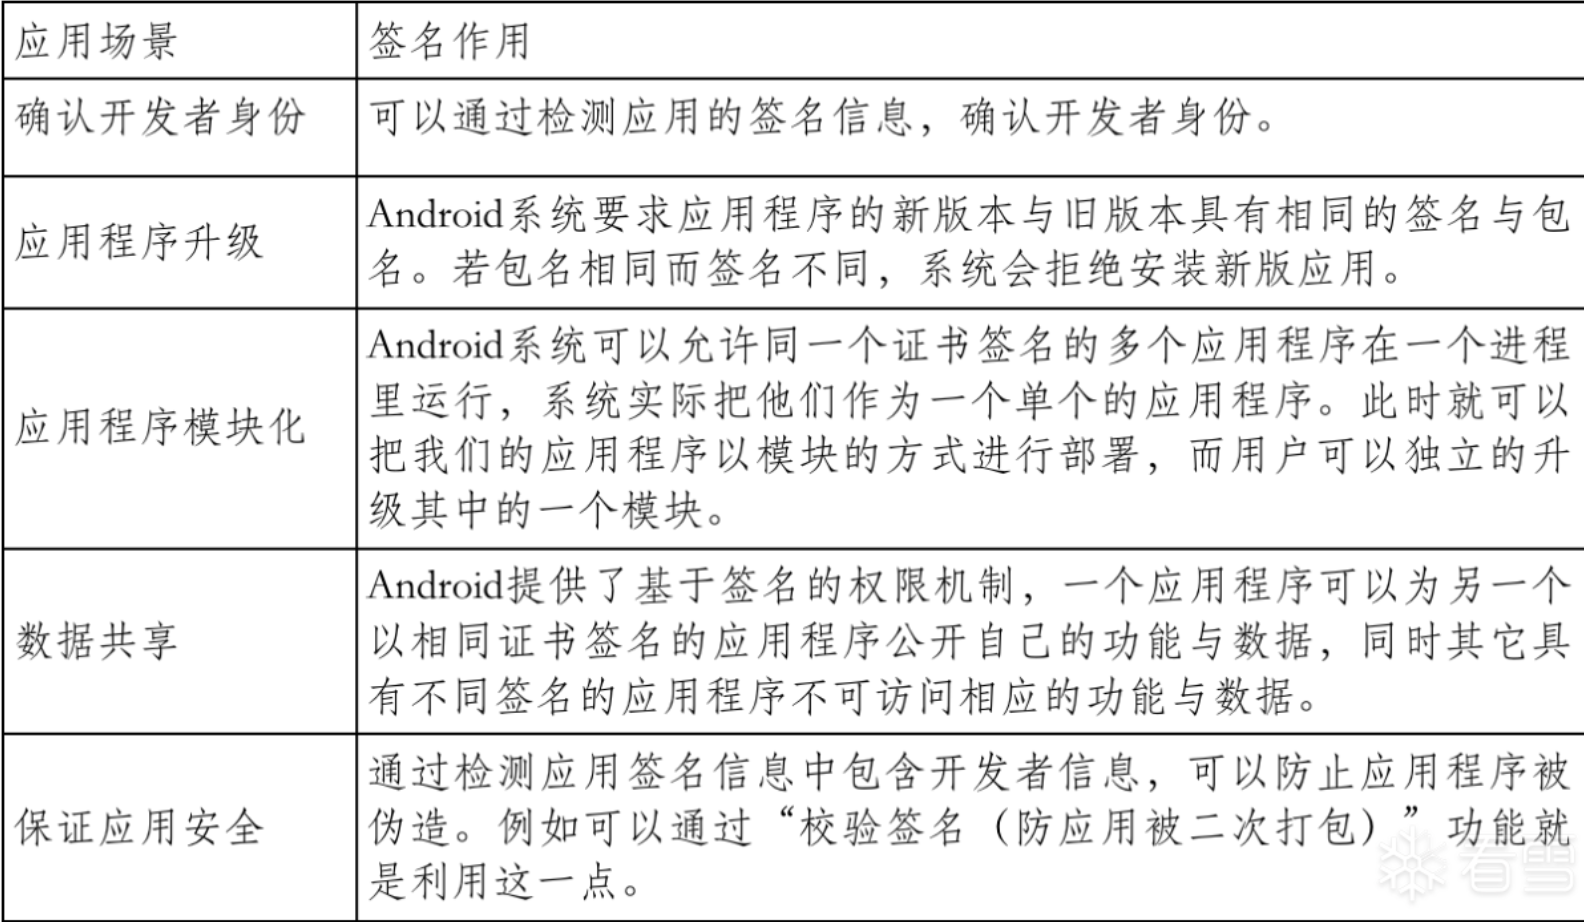 应用场景
签名作用
确认开发者身份
可以通过检测应用的签名信息，确认开发者身份。
应用程序升级
Android系统要求应用程序的新版本与旧版本具有相同的签名与包
名。若包名相同而签名不同，系统会拒绝安装新版应用。
应用程序模块化
Android系统可以允许同一个证书签名的多个应用程序在一个进程
里运行，系统实际把他们作为一个单个的应用程序。此时就可以
把我们的应用程序以模块的方式进行部署，而用户可以独立的升
级其中的一个模块。
数据共享
Android提供了基于签名的权限机制，一个应用程序可以为另一个
以相同证书签名的应用程序公开自己的功能与数据，同时其它具
有不同签名的应用程序不可访问相应的功能与数据。
保证应用安全
通过检测应用签名信息中包含开发者信息，可以防止应用程序被
伪造。例如可以通过“校验签名（防应用被二次打包）”功能就
是利用这一点。
看雪